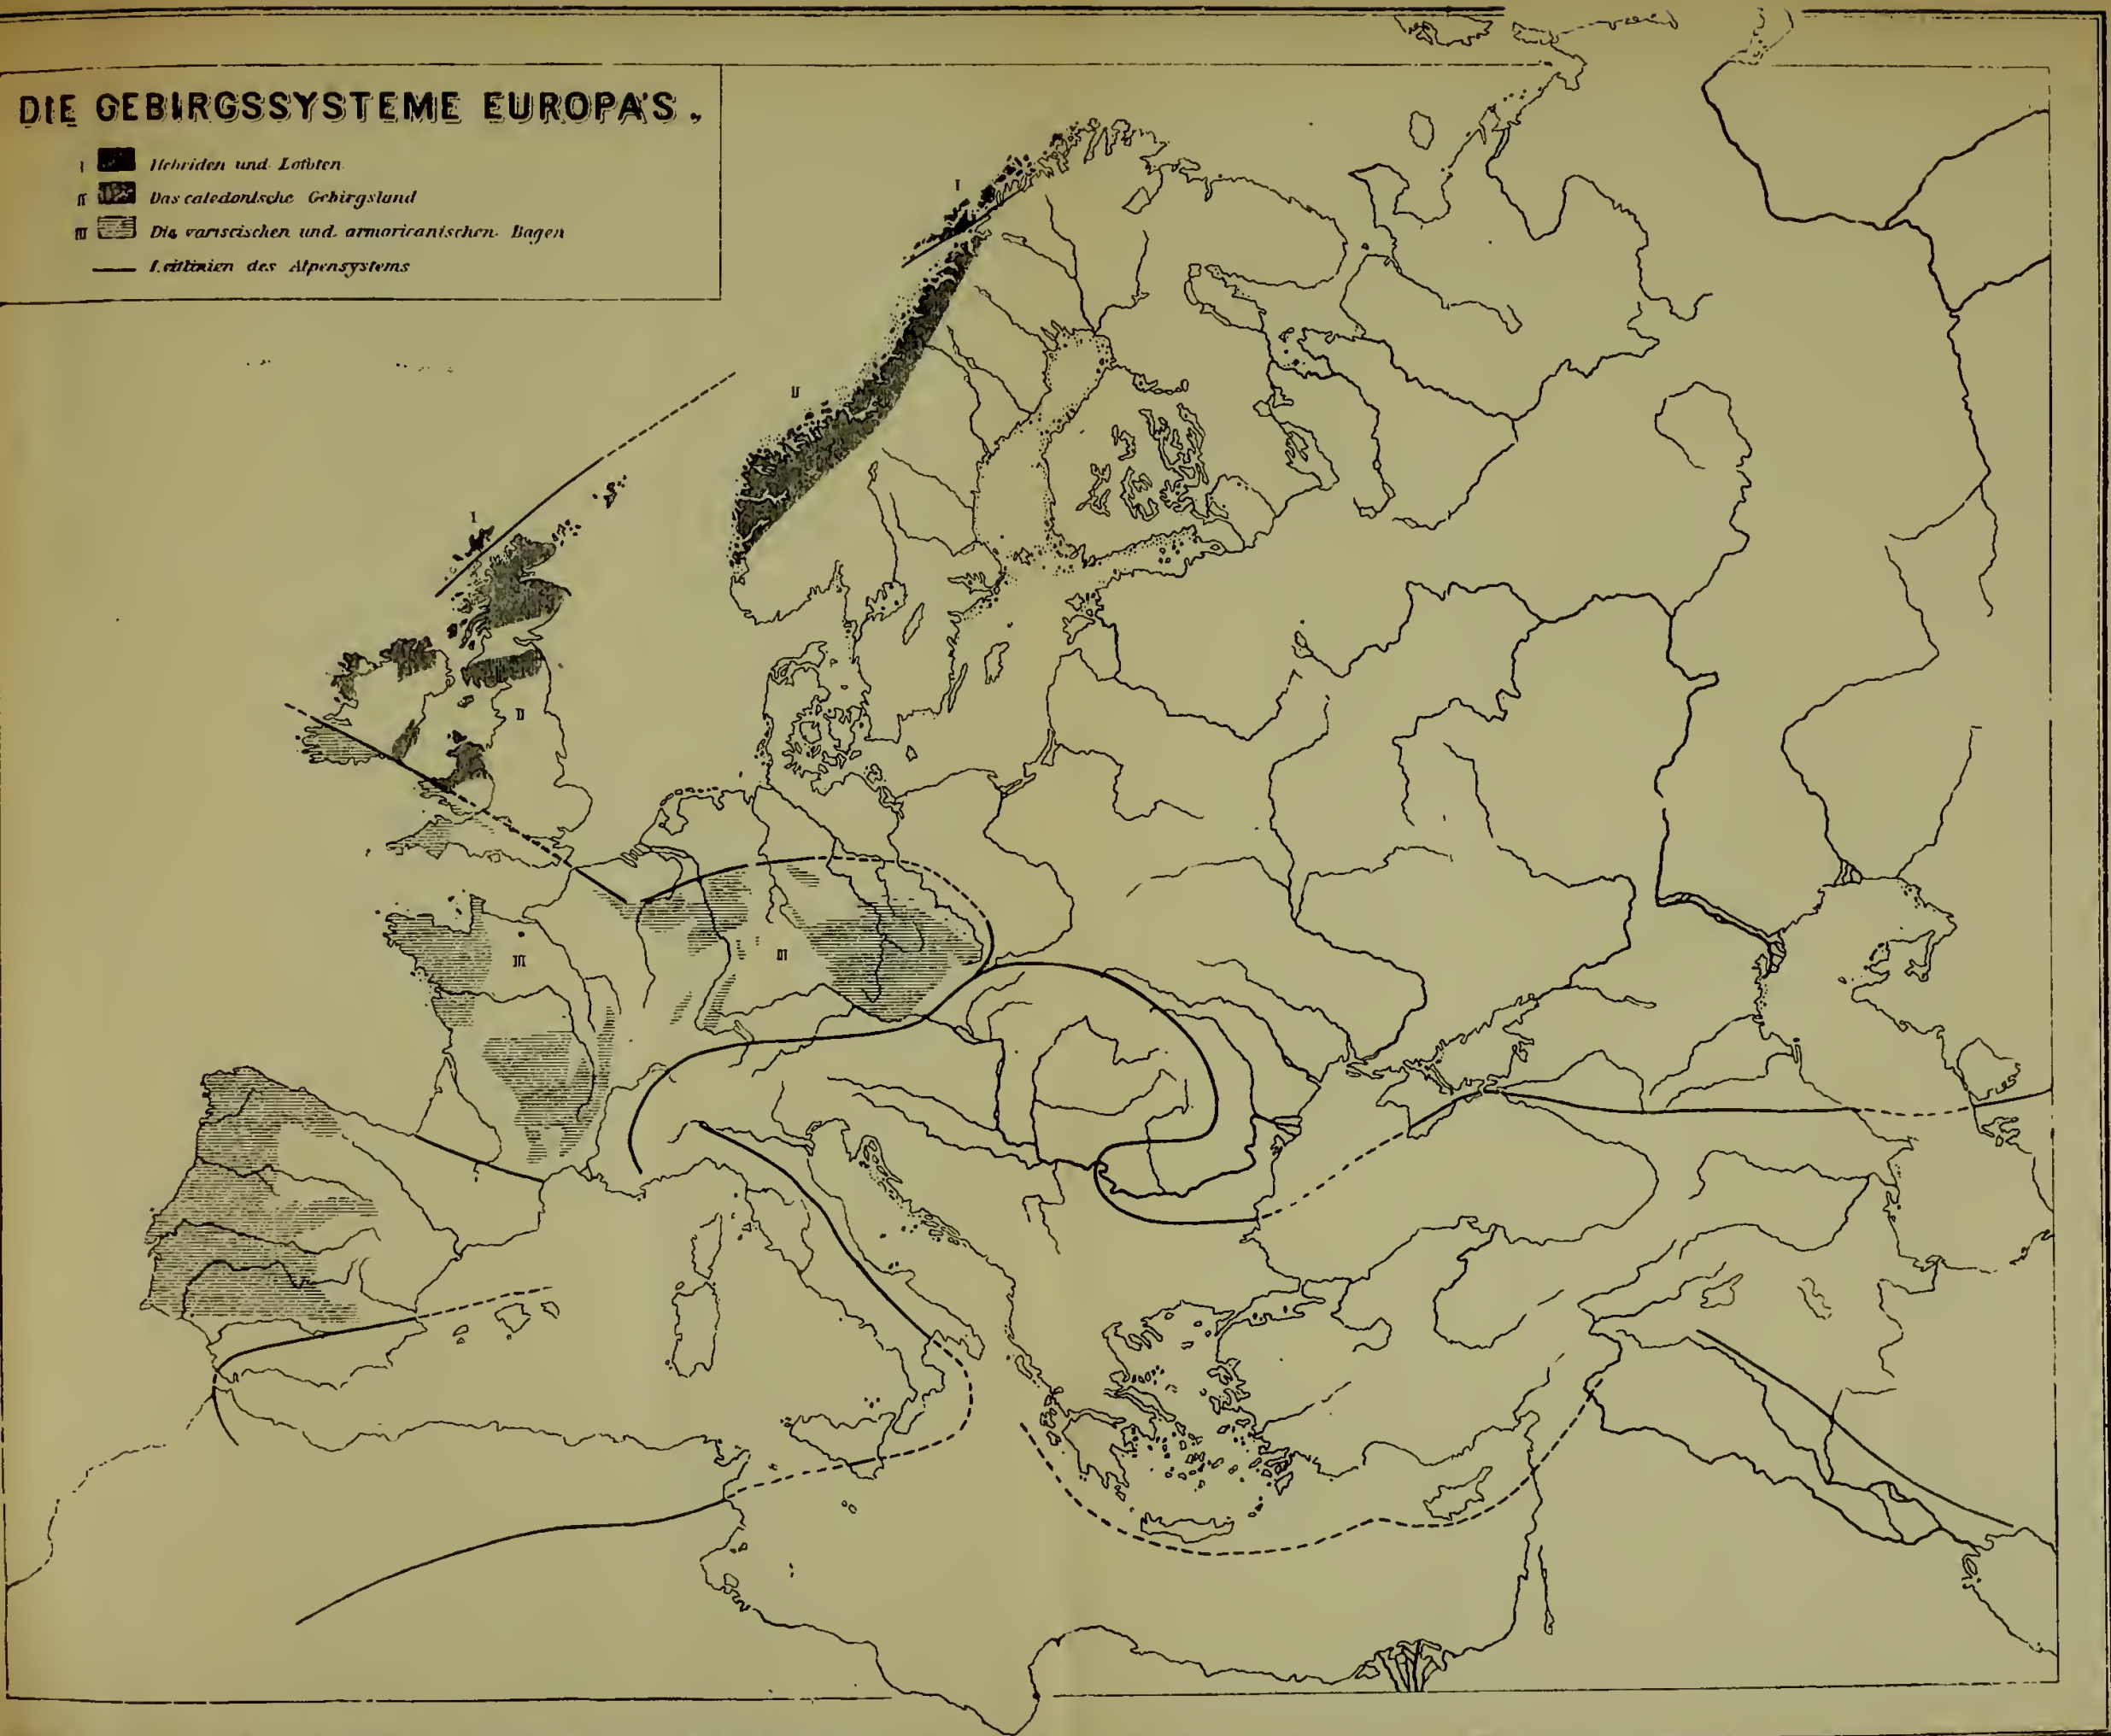 DIE GEBIRGSSYSTEME EUROPA'S.
I Hebriden und Lofoten
II Das caledonische Gebirgsland
III Die variscischen und armoricanischen Bogen
Leitlinien des Alpensystems
I
II
I
II
III
III